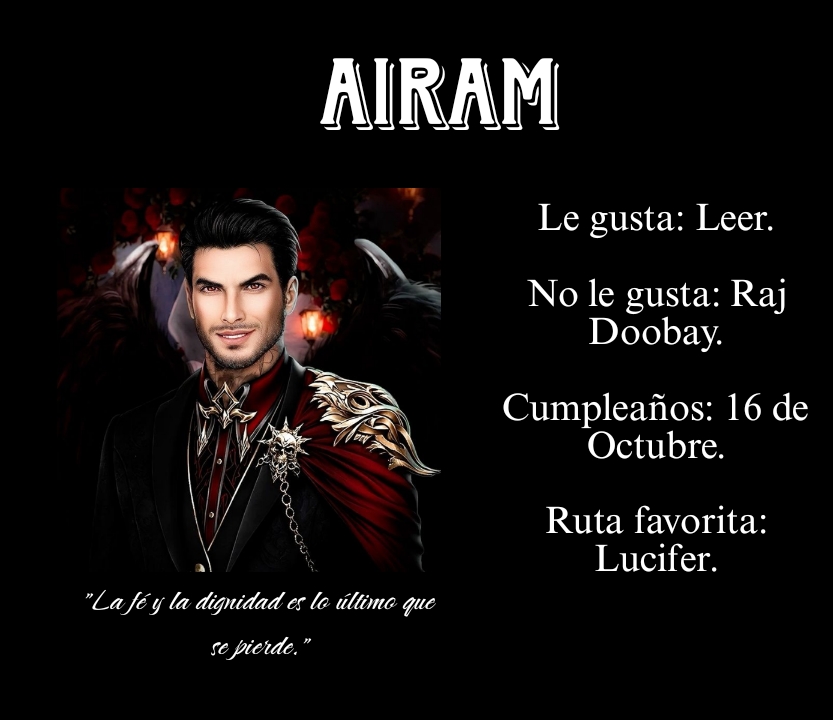 AIRAM
Le gusta: Leer.
No le gusta: Raj
Doobay.
Cumpleaños: 16 de
Octubre.
Ruta favorita:
Lucifer.
"La fé y la dignidad es lo último que
se pierde."